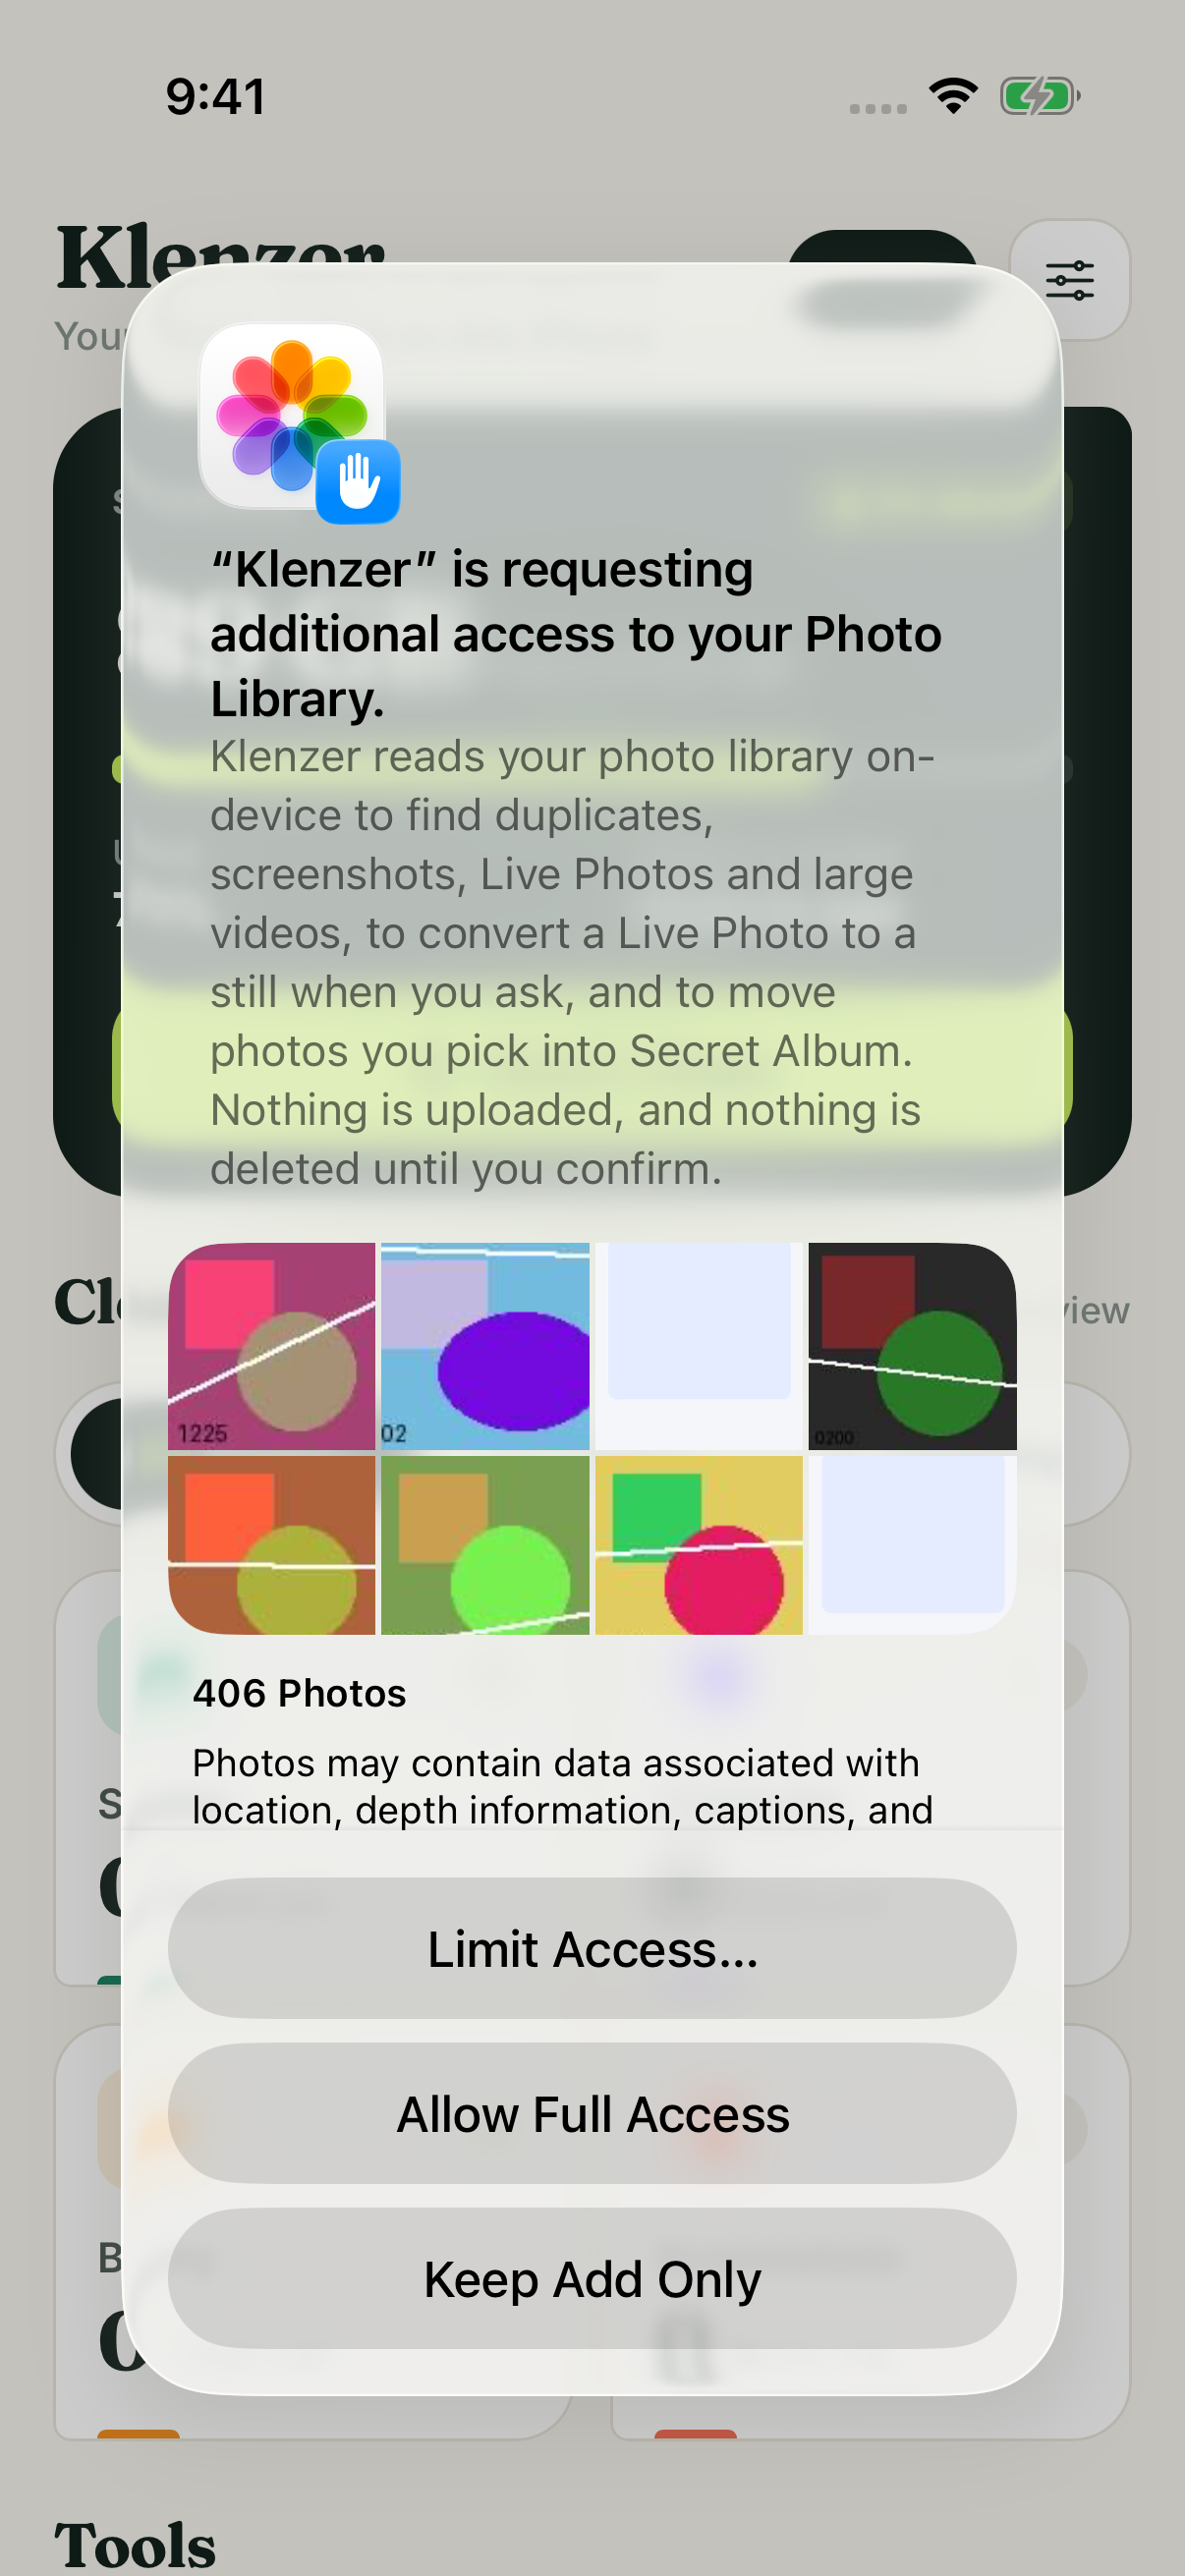 9:41
Klenzer
Your
“Klenzer” is requesting
additional access to your Photo
Library.
Klenzer reads your photo library on-
device to find duplicates,
screenshots, Live Photos and large
videos, to convert a Live Photo to a
still when you ask, and to move
photos you pick into Secret Album.
Nothing is uploaded, and nothing is
deleted until you confirm.
1225
02
0200
406 Photos
Photos may contain data associated with
location, depth information, captions, and
Limit Access...
Allow Full Access
Keep Add Only
Tools